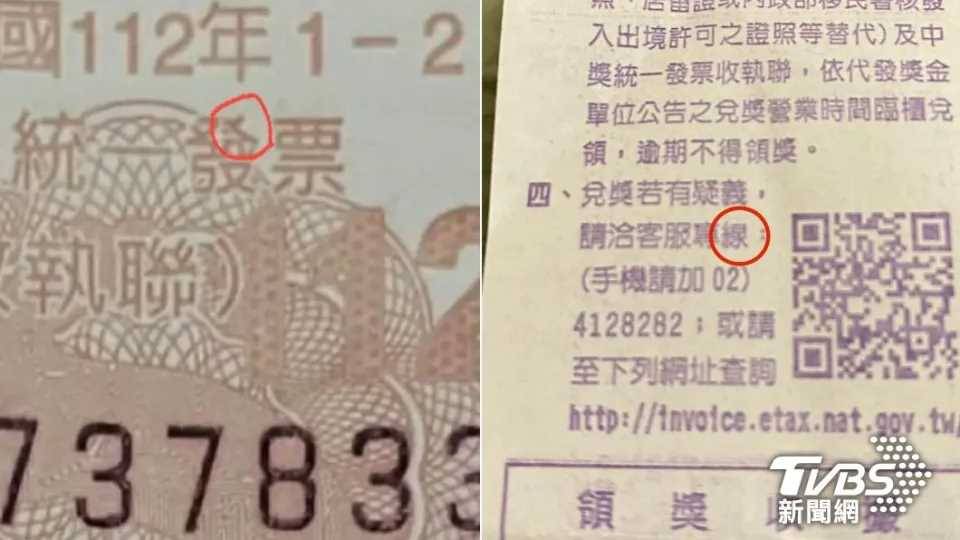 國112年1-2
統一發票
執聯)
112
737833
照、居留證或內政部移民署核發
入出境許可之證照等替代)及中
獎統一發票收執聯，依代發獎金
單位公告之兌獎營業時間臨櫃兌
領，逾期不得領獎。
四、兌獎若有疑義，
請洽客服專線：
(手機請加 02)
4128282；或請
至下列網址查詢
http://invoice.etax.nat.gov.tw/
領 獎 收 據
TVBS
新聞網